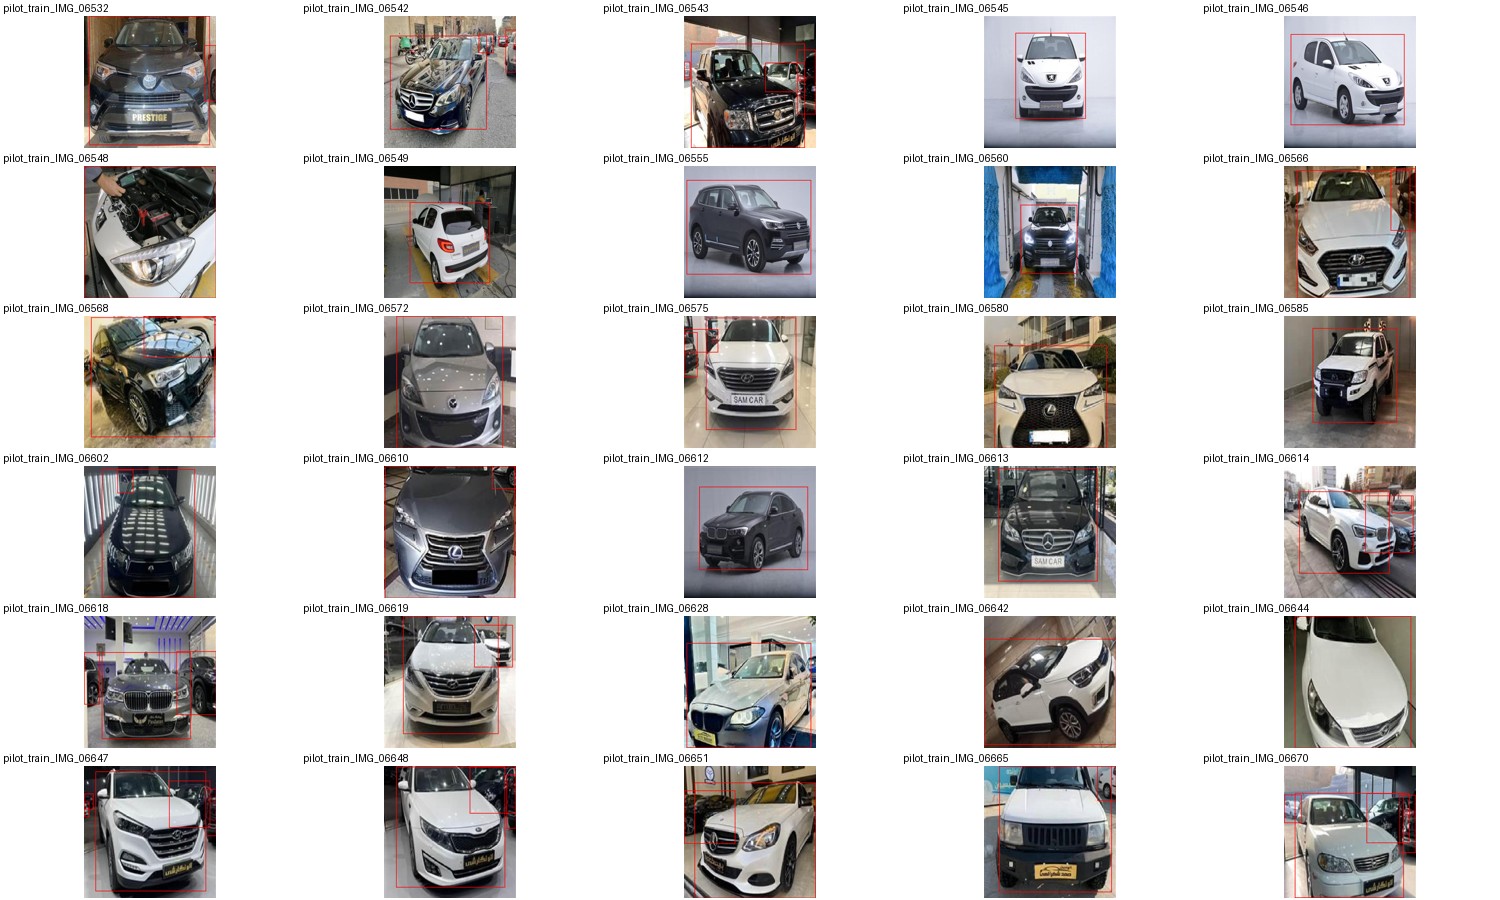 pilot_train_IMG_06532 pilot_train_IMG_06542 pilot_train_IMG_06543 pilot_train_IMG_06545 pilot_train_IMG_06546
PRESTIGE
pilot_train_IMG_06548 pilot_train_IMG_06549 pilot_train_IMG_06555 pilot_train_IMG_06560 pilot_train_IMG_06566
pilot_train_IMG_06568 pilot_train_IMG_06572 pilot_train_IMG_06575 pilot_train_IMG_06580 pilot_train_IMG_06585
SAM CAR
pilot_train_IMG_06602 pilot_train_IMG_06610 pilot_train_IMG_06612 pilot_train_IMG_06613 pilot_train_IMG_06614
SAM CAR
pilot_train_IMG_06618 pilot_train_IMG_06619 pilot_train_IMG_06628 pilot_train_IMG_06642 pilot_train_IMG_06644
pilot_train_IMG_06647 pilot_train_IMG_06648 pilot_train_IMG_06651 pilot_train_IMG_06665 pilot_train_IMG_06670